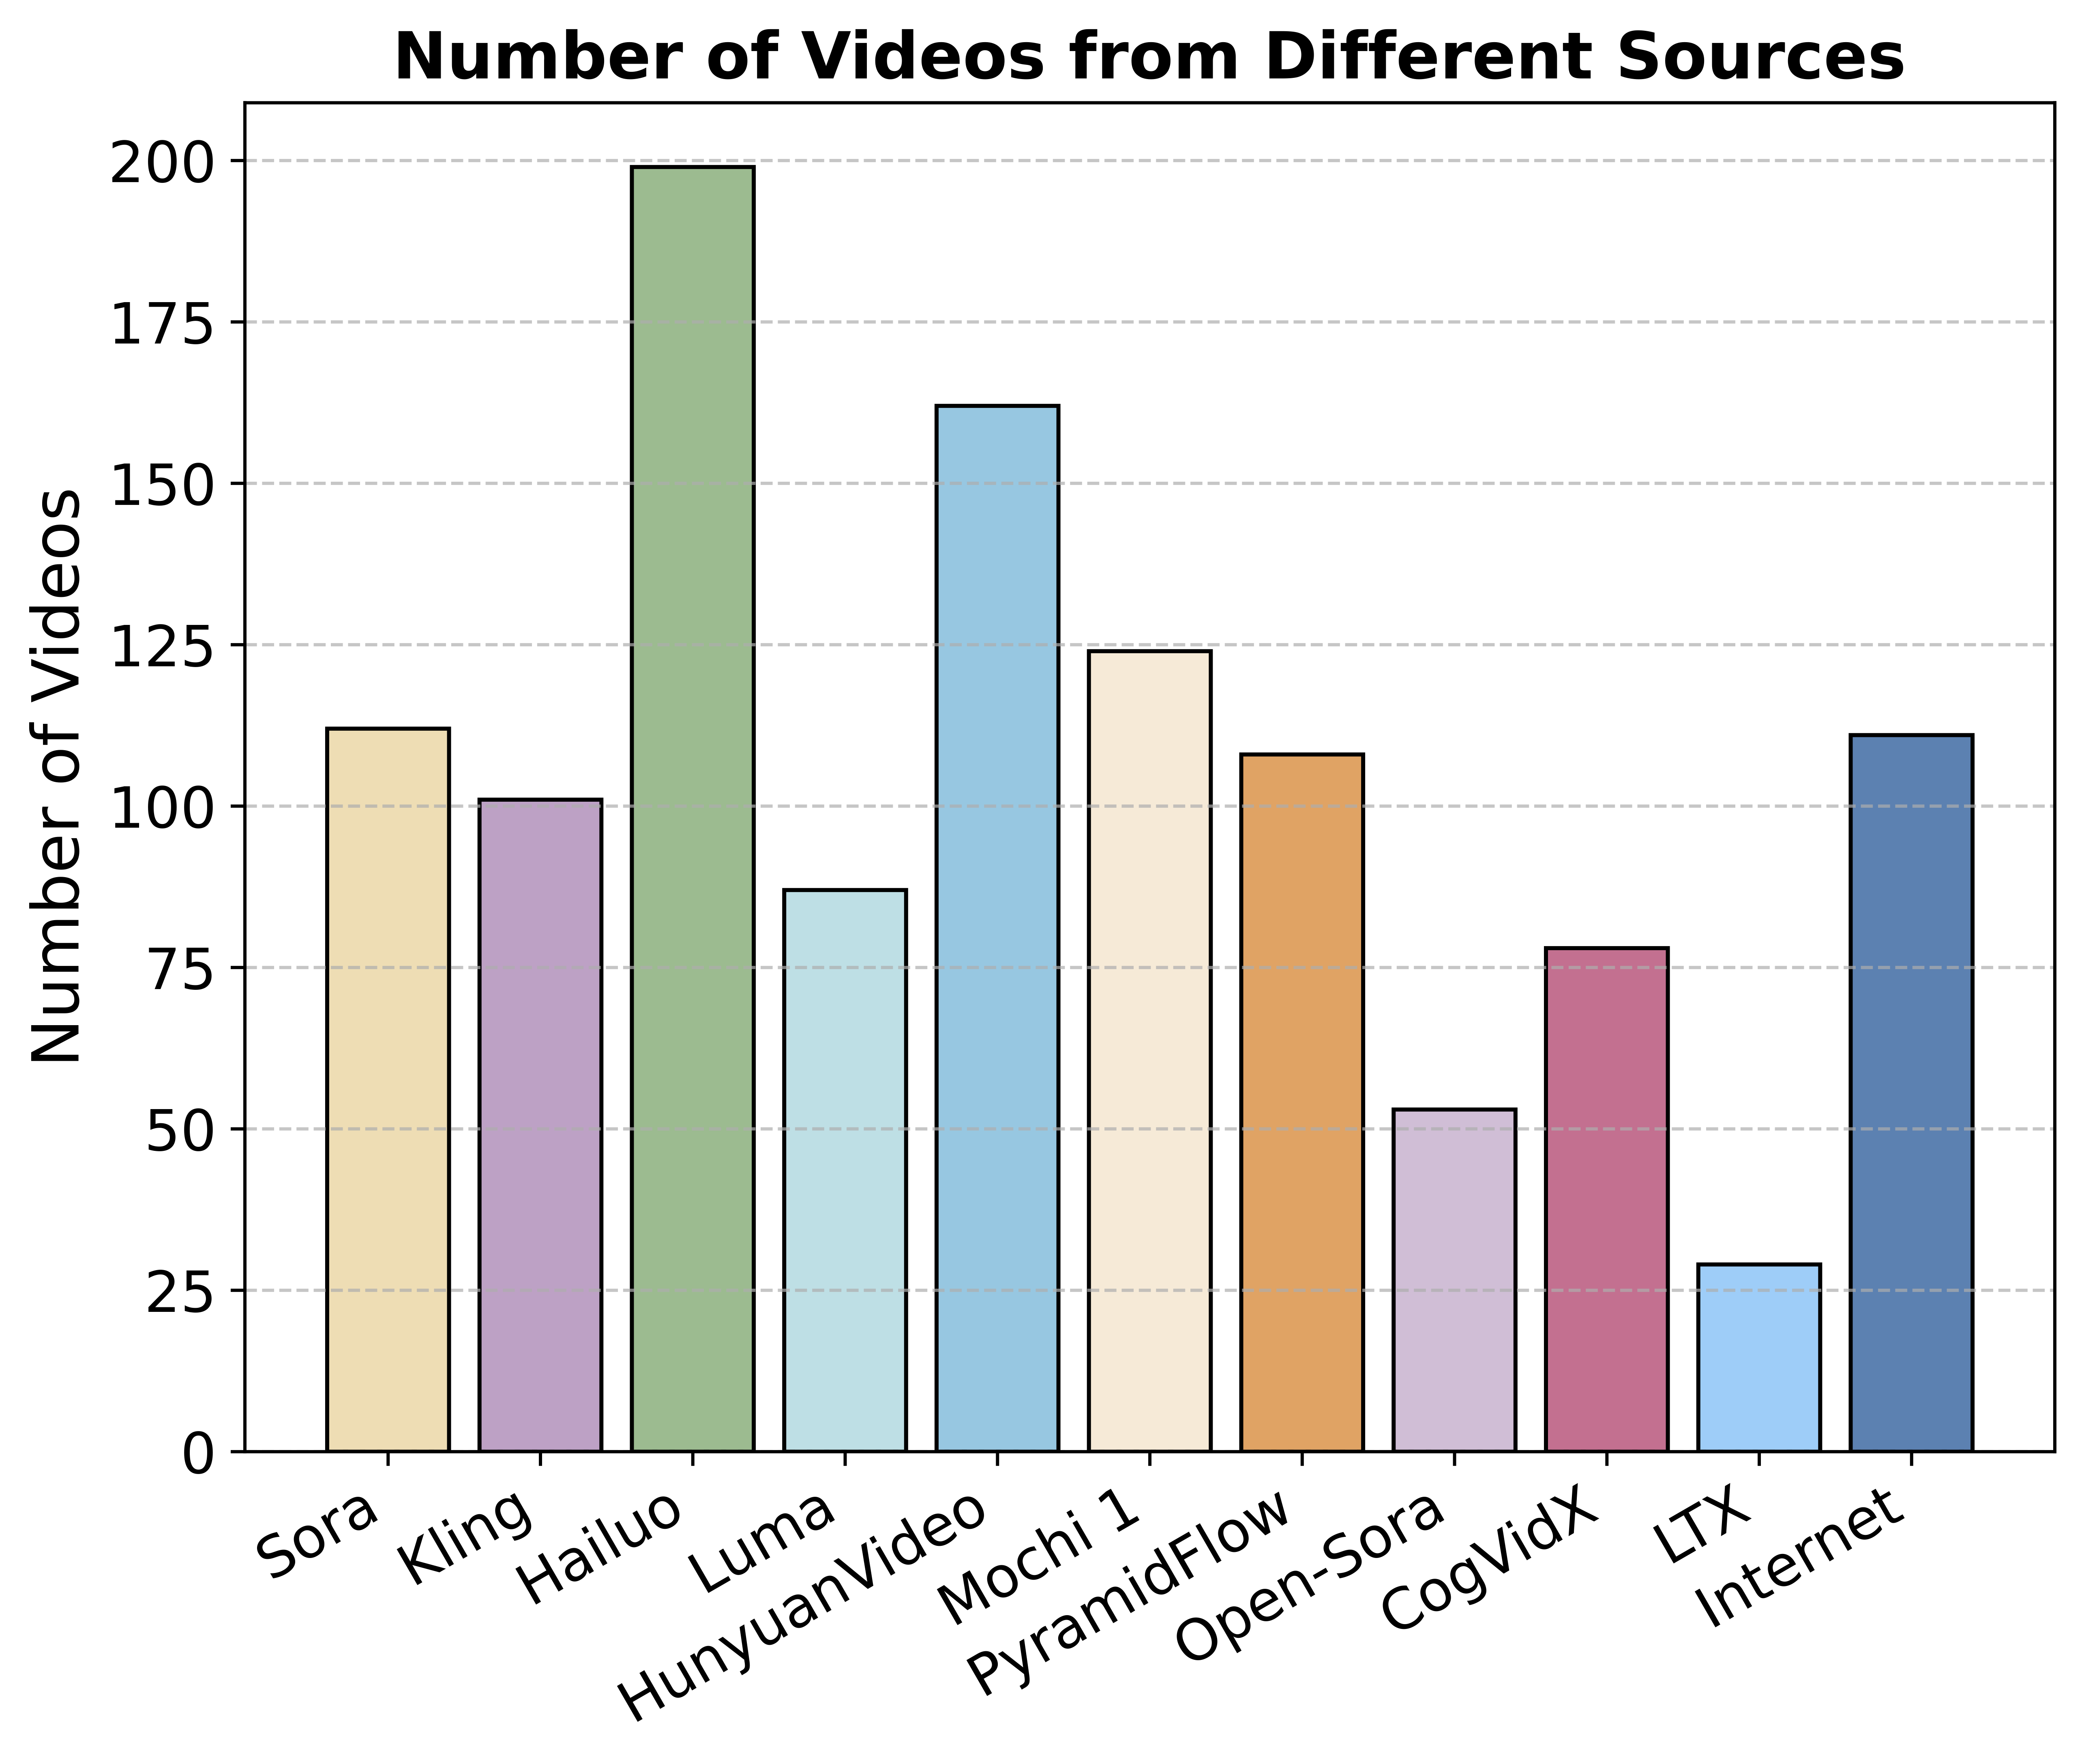 Number of Videos from Different Sources
Number of Videos
200
175
150
125
100
75
50
25
0
Sora
Kling
Hailuo
Luma
HunyuanVideo
Mochi 1
PyramidFlow
Open-Sora
CogVidX
LTX
Internet